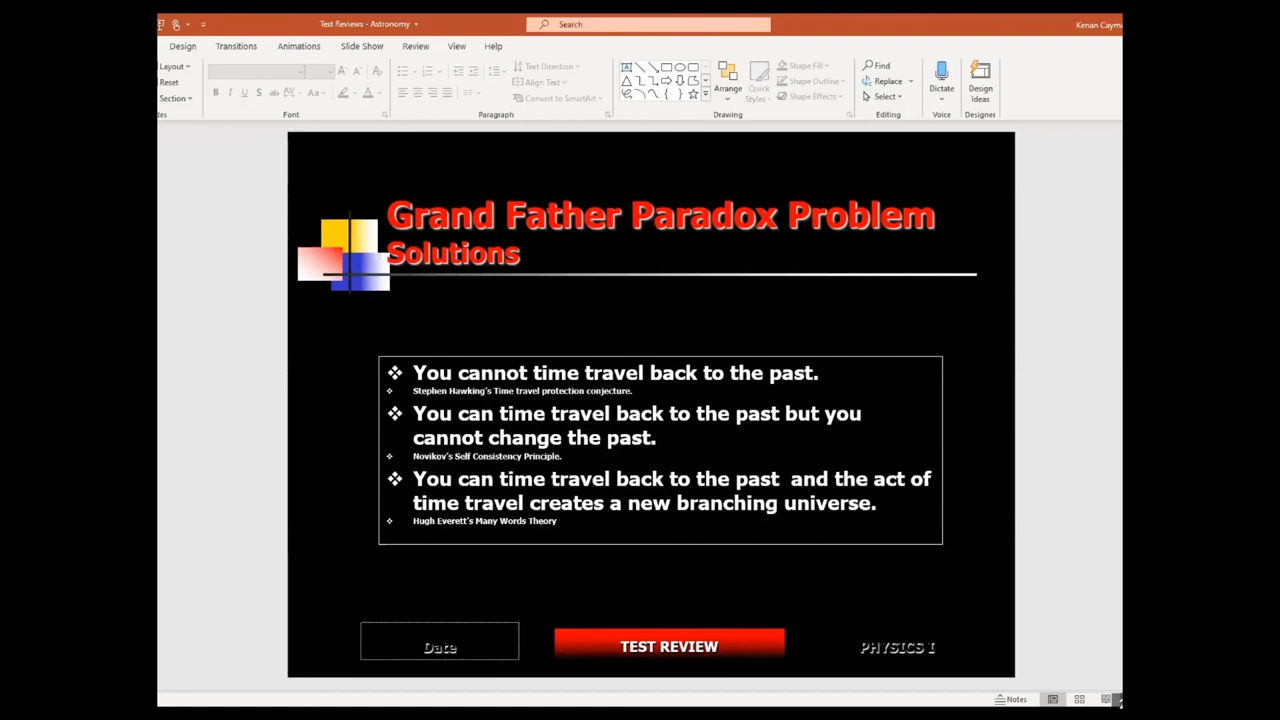 Test Reviews - Astronomy
Search
Kenan Cayma
Design Transitions Animations Slide Show Review View Help
Layout
Reset
Section
Text Direction
Align Text
Convert to SmartArt
Arrange
Quick Styles
Shape Fill
Shape Outline
Shape Effects
Find
Replace
Select
Dictate
Design Ideas
Font Paragraph Drawing Editing Voice Designer
Grand Father Paradox Problem
Solutions
You cannot time travel back to the past.
Stephen Hawking's Time travel protection conjecture.
You can time travel back to the past but you
cannot change the past.
Novikov's Self Consistency Principle.
You can time travel back to the past and the act of
time travel creates a new branching universe.
Hugh Everett's Many Words Theory
Date
TEST REVIEW
PHYSICS I
Notes